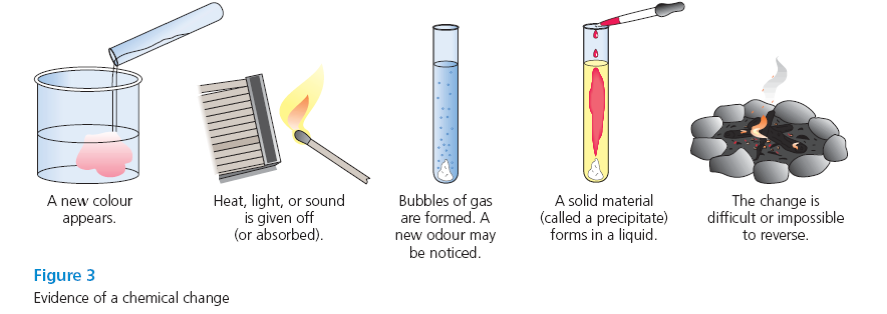 A new colour
appears.
Heat, light, or sound
is given off
(or absorbed).
Bubbles of gas
are formed. A
new odour may
be noticed.
A solid material
(called a precipitate)
forms in a liquid.
The change is
difficult or impossible
to reverse.
Figure 3
Evidence of a chemical change